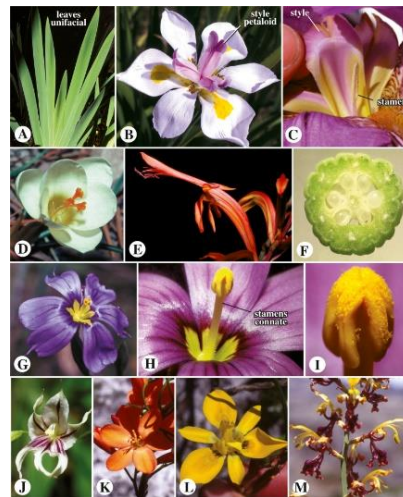 leaves
unifacial
A
style
petaloid
B
style
stamen
C
D
E
F
G
stamens
connate
H
I
J
K
L
M